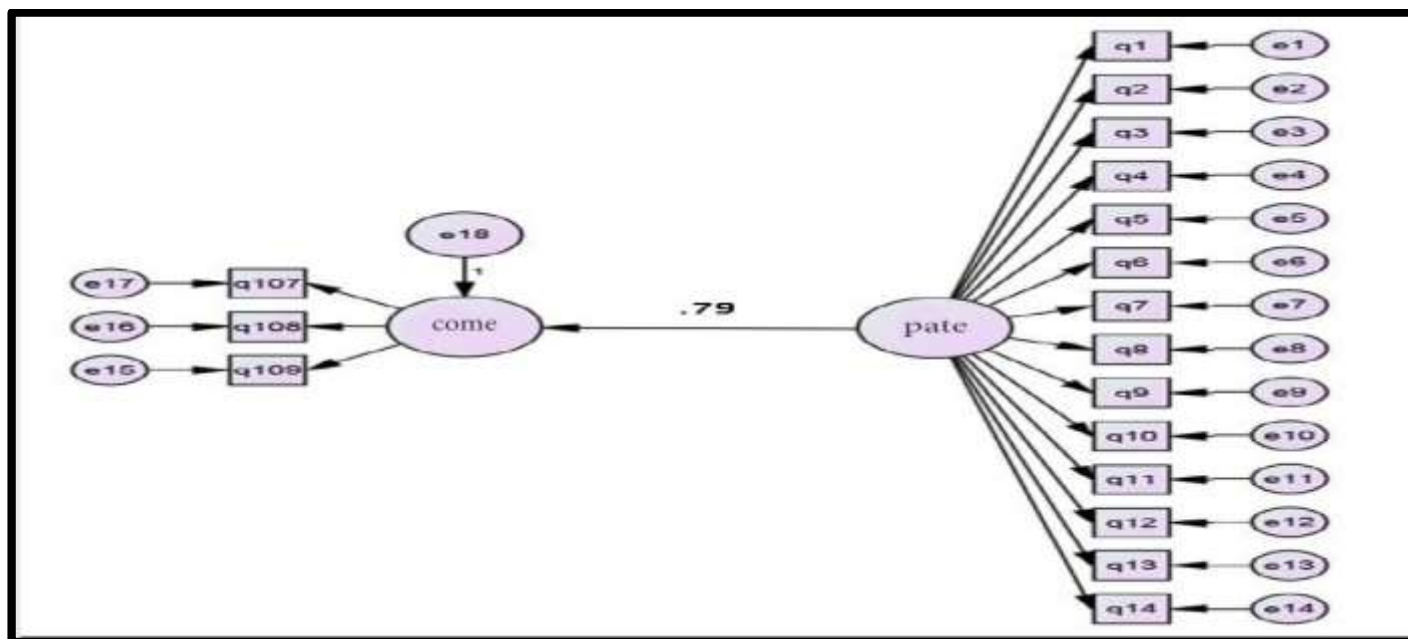 q1 e1
q2 e2
q3 e3
q4 e4
q5 e5
e18
q6 e6
e17 q107
q7 e7
.79
1
e16 q108 come pate
q8 e8
e15 q109
q9 e9
q10 e10
q11 e11
q12 e12
q13 e13
q14 e14